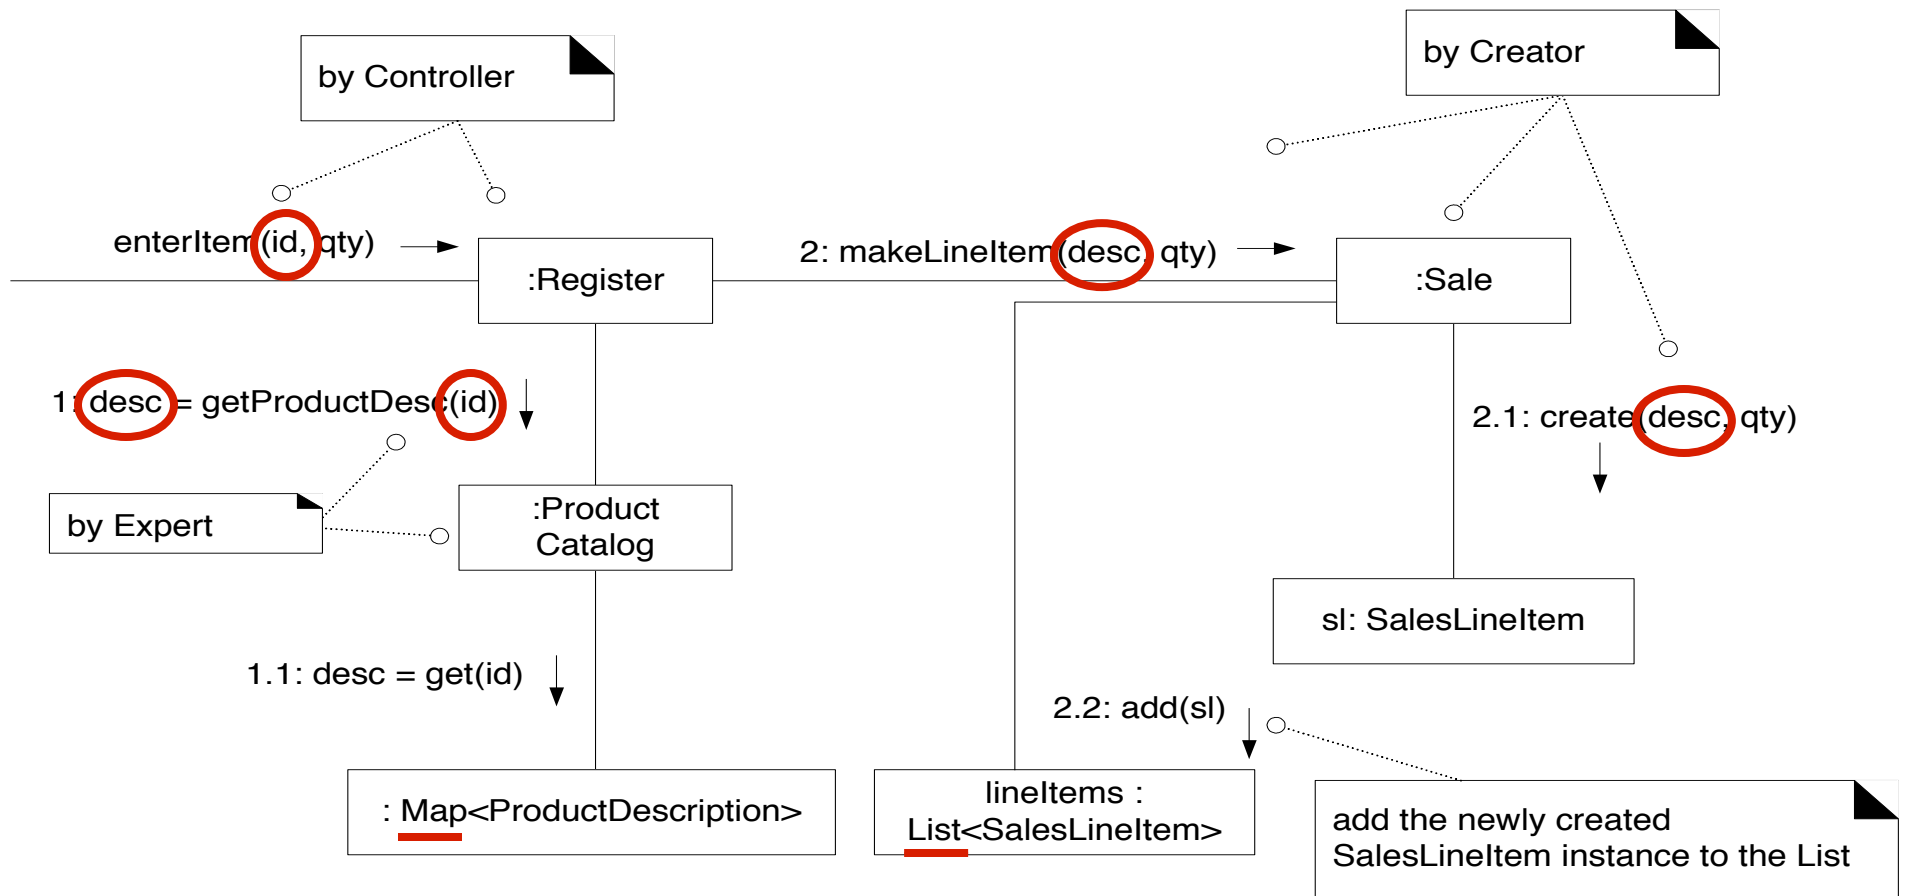 by Controller
by Creator
enterItem(id, qty)
:Register
2: makeLineItem(desc, qty)
:Sale
1: desc = getProductDesc(id)
2.1: create(desc, qty)
by Expert
:Product
Catalog
sl: SalesLineItem
1.1: desc = get(id)
2.2: add(sl)
: Map<ProductDescription>
lineItems :
List<SalesLineItem>
add the newly created
SalesLineItem instance to the List